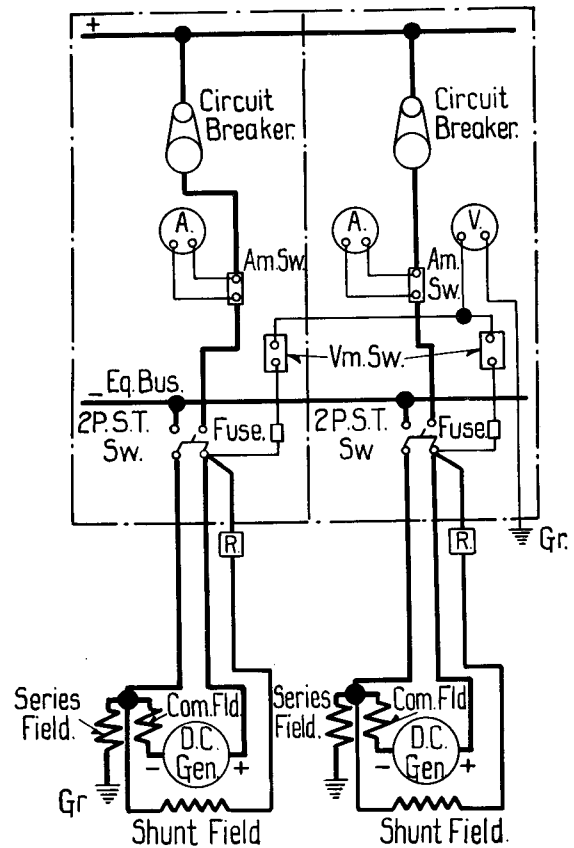 +
Circuit
Breaker.
Circuit
Breaker.
A.
Am.Sw.
A.
V.
Am.
Sw.
Vm.Sw.
− Eq.Bus.
2P.S.T.
Sw.
Fuse.
2P.S.T.
Sw
Fuse.
R.
R.
Gr.
Series
Field.
Com.Fld.
D.C.
Gen.
− +
Gr
Shunt Field
Series
Field.
Com.Fld.
D.C.
Gen
− +
Shunt Field.